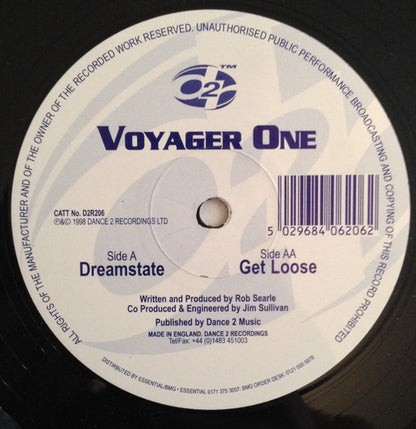 ALL RIGHTS OF THE MANUFACTURER AND OF THE OWNER OF THE RECORDED WORK RESERVED. UNAUTHORISED PUBLIC PERFORMANCE BROADCASTING AND COPYING OF THIS RECORD PROHIBITED
2 TM
VOYAGER ONE
CATT No. D2R206
℗&© 1998 DANCE 2 RECORDINGS LTD
5 029684 062062
Side A
Dreamstate
Side AA
Get Loose
Written and Produced by Rob Searle
Co Produced & Engineered by Jim Sullivan
Published by Dance 2 Music
MADE IN ENGLAND. DANCE 2 RECORDINGS
Tel/Fax: +44 (0)1483 451003
DISTRIBUTED BY ESSENTIAL/BMG • ESSENTIAL 0171 375 3007. BMG ORDER DESK: 0121 500 5678